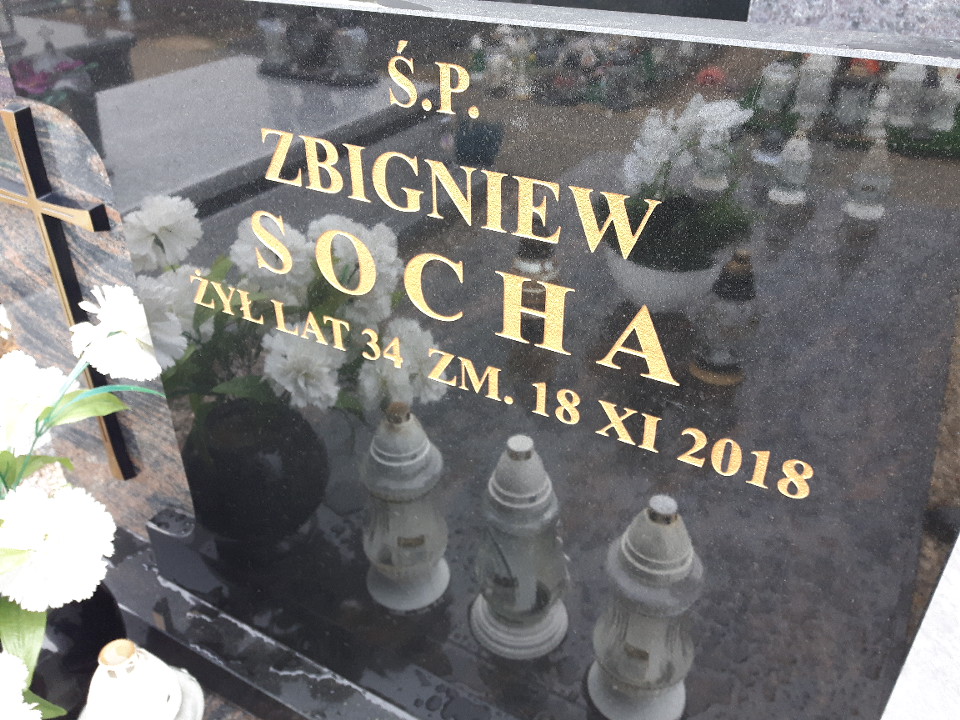 Ś.P.
ZBIGNIEW
SOCHA
ŻYŁ LAT 34 ZM. 18 XI 2018